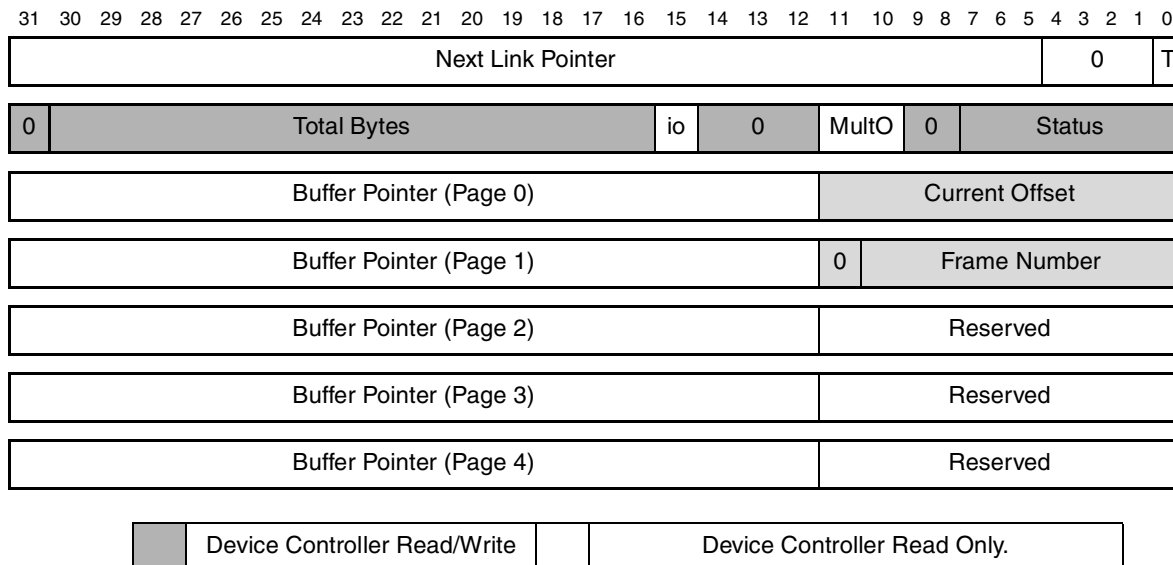 31 30 29 28 27 26 25 24 23 22 21 20 19 18 17 16 15 14 13 12 11 10 9 8 7 6 5 4 3 2 1 0
Next Link Pointer 0 T
0 Total Bytes io 0 MultO 0 Status
Buffer Pointer (Page 0) Current Offset
Buffer Pointer (Page 1) 0 Frame Number
Buffer Pointer (Page 2) Reserved
Buffer Pointer (Page 3) Reserved
Buffer Pointer (Page 4) Reserved
Device Controller Read/Write Device Controller Read Only.